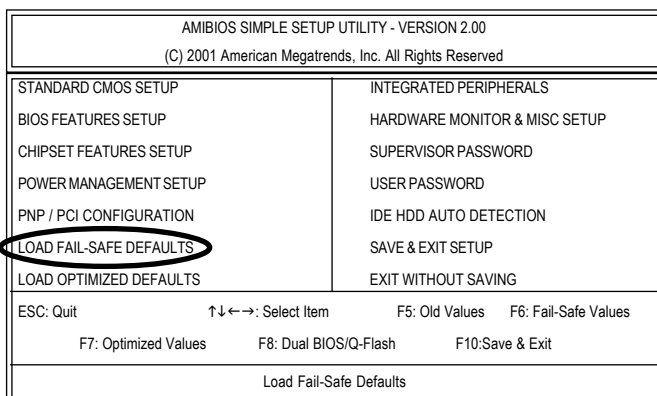 AMIBIOS SIMPLE SETUP UTILITY - VERSION 2.00
(C) 2001 American Megatrends, Inc. All Rights Reserved
STANDARD CMOS SETUP
BIOS FEATURES SETUP
CHIPSET FEATURES SETUP
POWER MANAGEMENT SETUP
PNP / PCI CONFIGURATION
LOAD FAIL-SAFE DEFAULTS
LOAD OPTIMIZED DEFAULTS
INTEGRATED PERIPHERALS
HARDWARE MONITOR & MISC SETUP
SUPERVISOR PASSWORD
USER PASSWORD
IDE HDD AUTO DETECTION
SAVE & EXIT SETUP
EXIT WITHOUT SAVING
ESC: Quit ↑↓←→: Select Item F5: Old Values F6: Fail-Safe Values
F7: Optimized Values F8: Dual BIOS/Q-Flash F10:Save & Exit
Load Fail-Safe Defaults